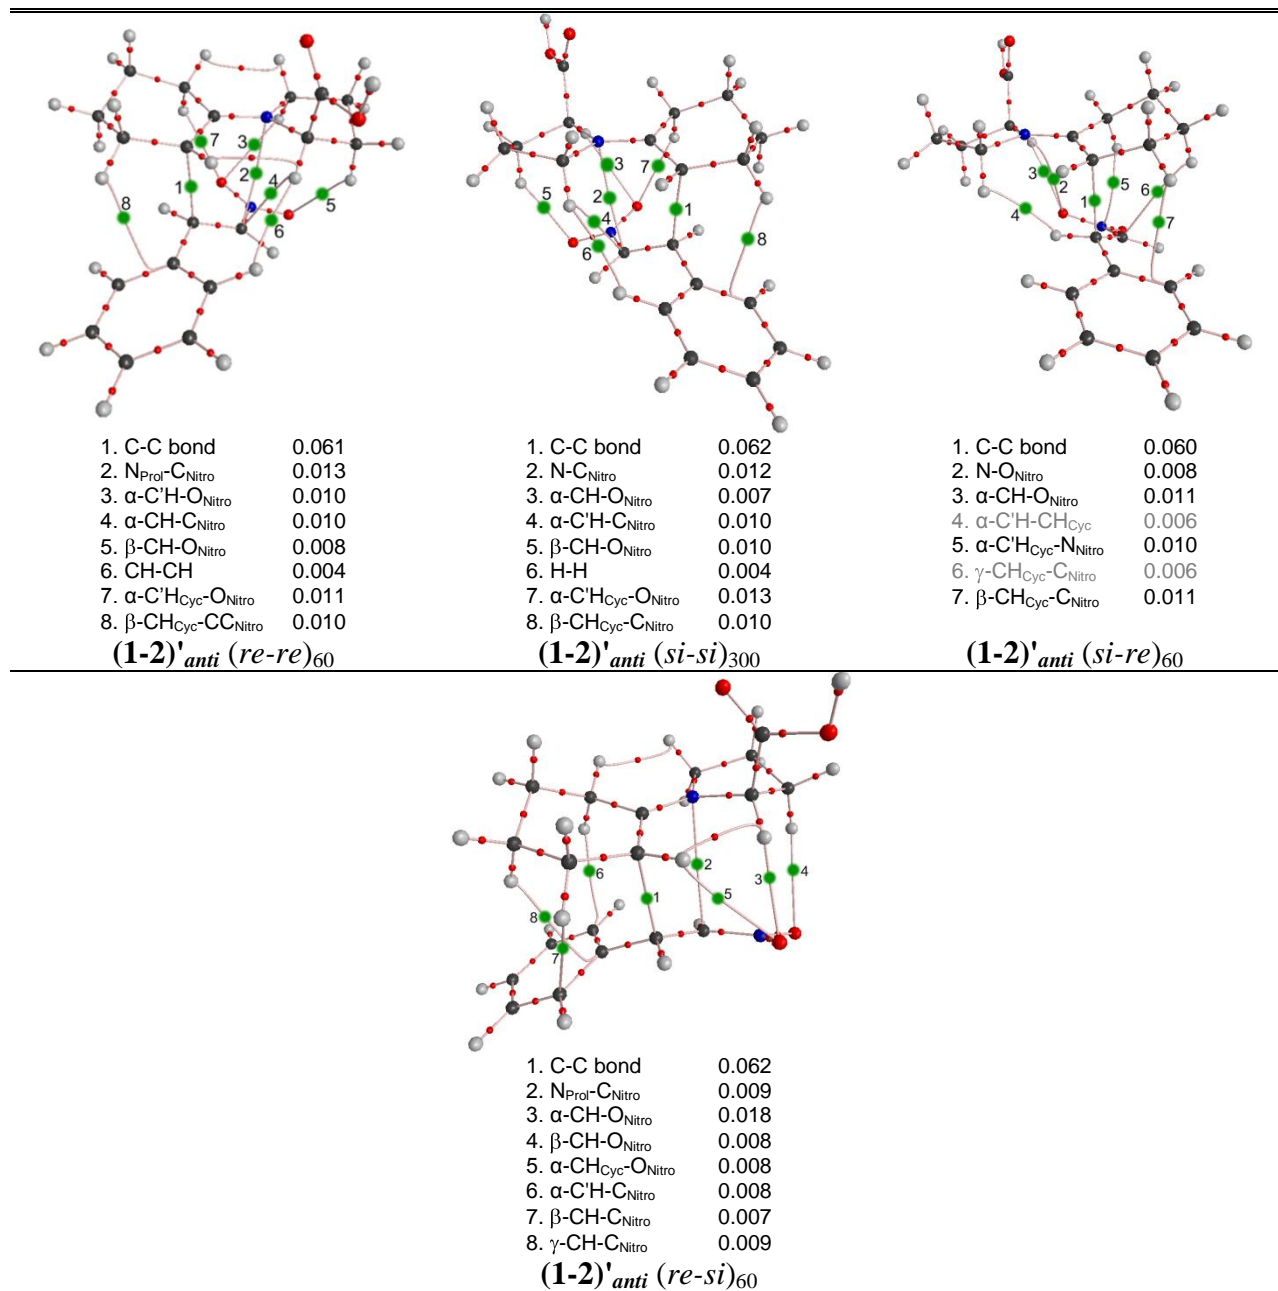 7 3 2 4 1 5 8 6
3 7 5 2 4 1 6 8
3 2 5 1 6 4 7
1. C-C bond 0.061
2. N_Prol-C_Nitro 0.013
3. α-C'H-O_Nitro 0.010
4. α-CH-C_Nitro 0.010
5. β-CH-O_Nitro 0.008
6. CH-CH 0.004
7. α-C'H_Cyc-O_Nitro 0.011
8. β-CH_Cyc-CC_Nitro 0.010
(1-2)'anti (re-re)60
1. C-C bond 0.062
2. N-C_Nitro 0.012
3. α-CH-O_Nitro 0.007
4. α-C'H-C_Nitro 0.010
5. β-CH-O_Nitro 0.010
6. H-H 0.004
7. α-C'H_Cyc-O_Nitro 0.013
8. β-CH_Cyc-C_Nitro 0.010
(1-2)'anti (si-si)300
1. C-C bond 0.060
2. N-O_Nitro 0.008
3. α-CH-O_Nitro 0.011
4. α-C'H-CH_Cyc 0.006
5. α-C'H_Cyc-N_Nitro 0.010
6. γ-CH_Cyc-C_Nitro 0.006
7. β-CH_Cyc-C_Nitro 0.011
(1-2)'anti (si-re)60
2 6 4 3 1 5 8 7
1. C-C bond 0.062
2. N_Prol-C_Nitro 0.009
3. α-CH-O_Nitro 0.018
4. β-CH-O_Nitro 0.008
5. α-CH_Cyc-O_Nitro 0.008
6. α-C'H-C_Nitro 0.008
7. β-CH-C_Nitro 0.007
8. γ-CH-C_Nitro 0.009
(1-2)'anti (re-si)60